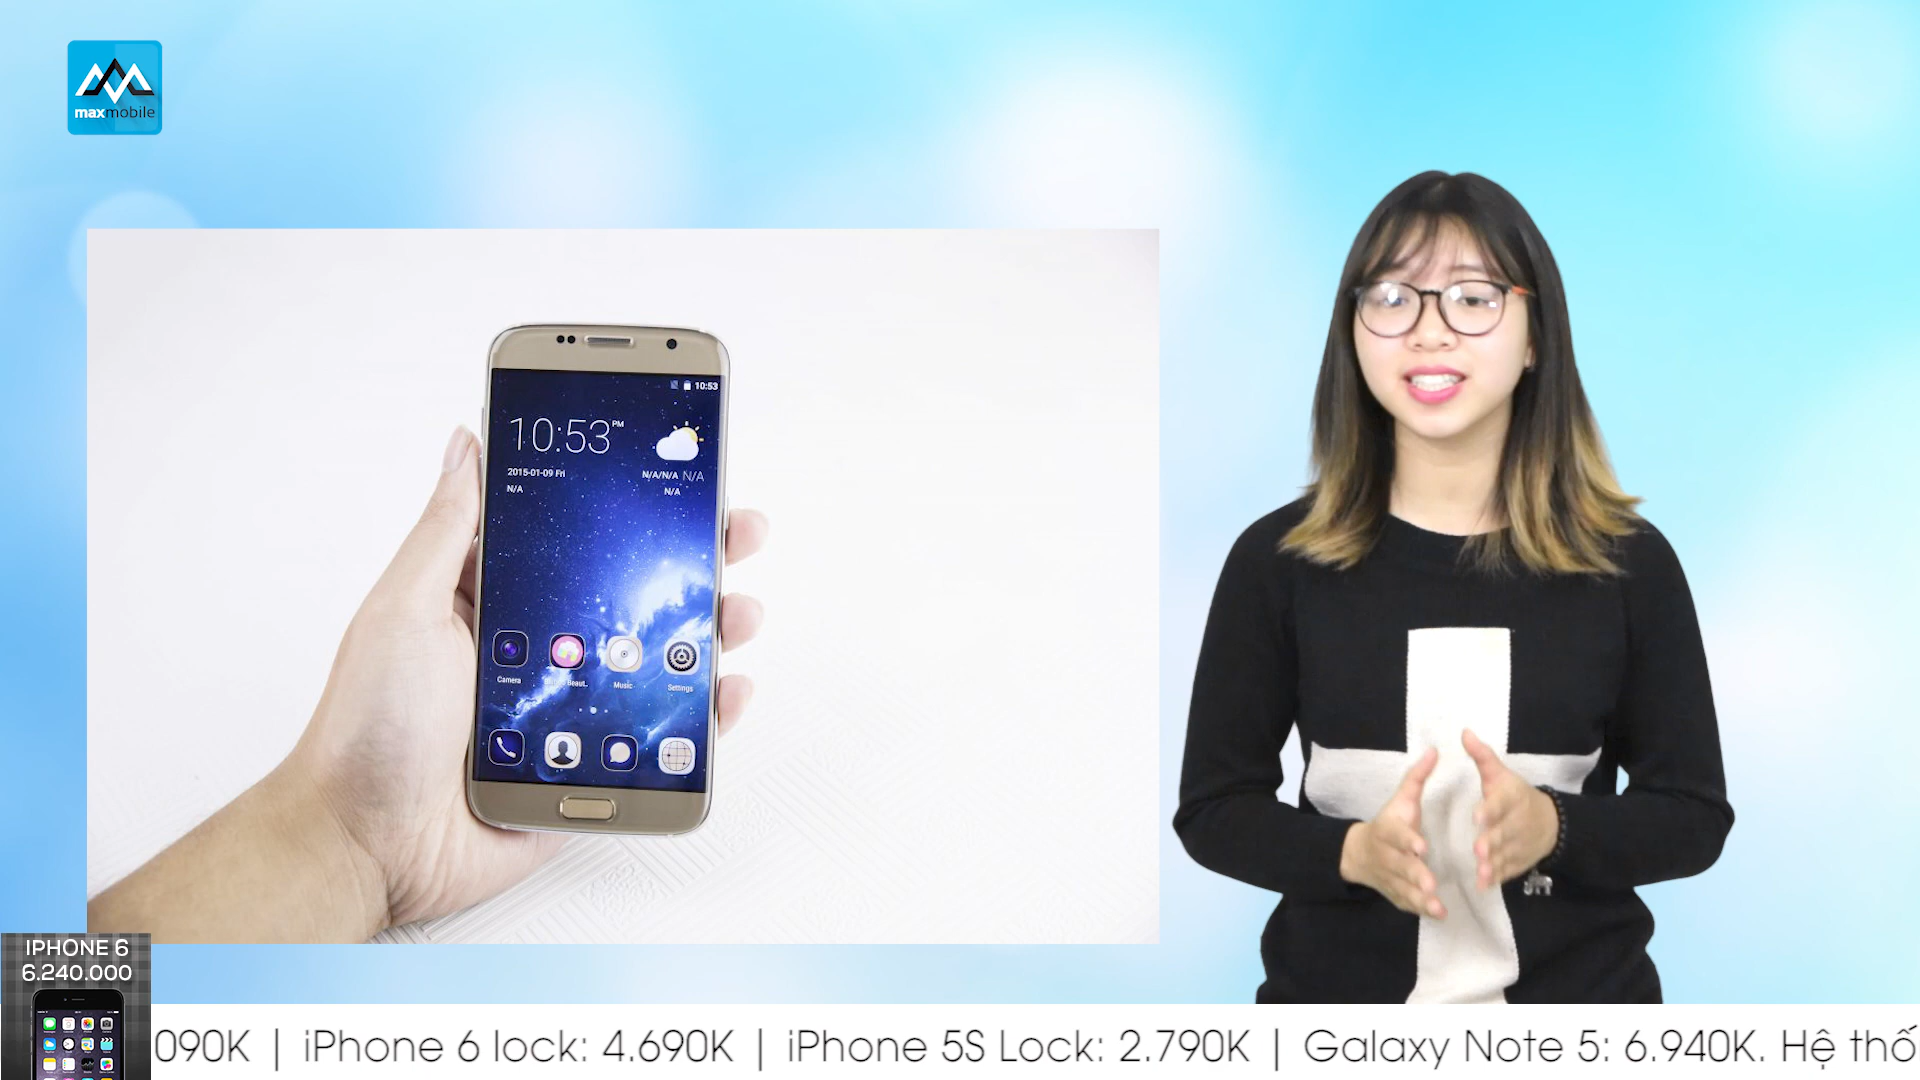 maxmobile
10:53
10:53 PM
2015-01-09 Fri
N/A/N/A N/A
N/A
N/A
Camera
Beaut..
Music
Settings
IPHONE 6
6.240.000
090K | iPhone 6 lock: 4.690K | iPhone 5S Lock: 2.790K | Galaxy Note 5: 6.940K. Hệ thố